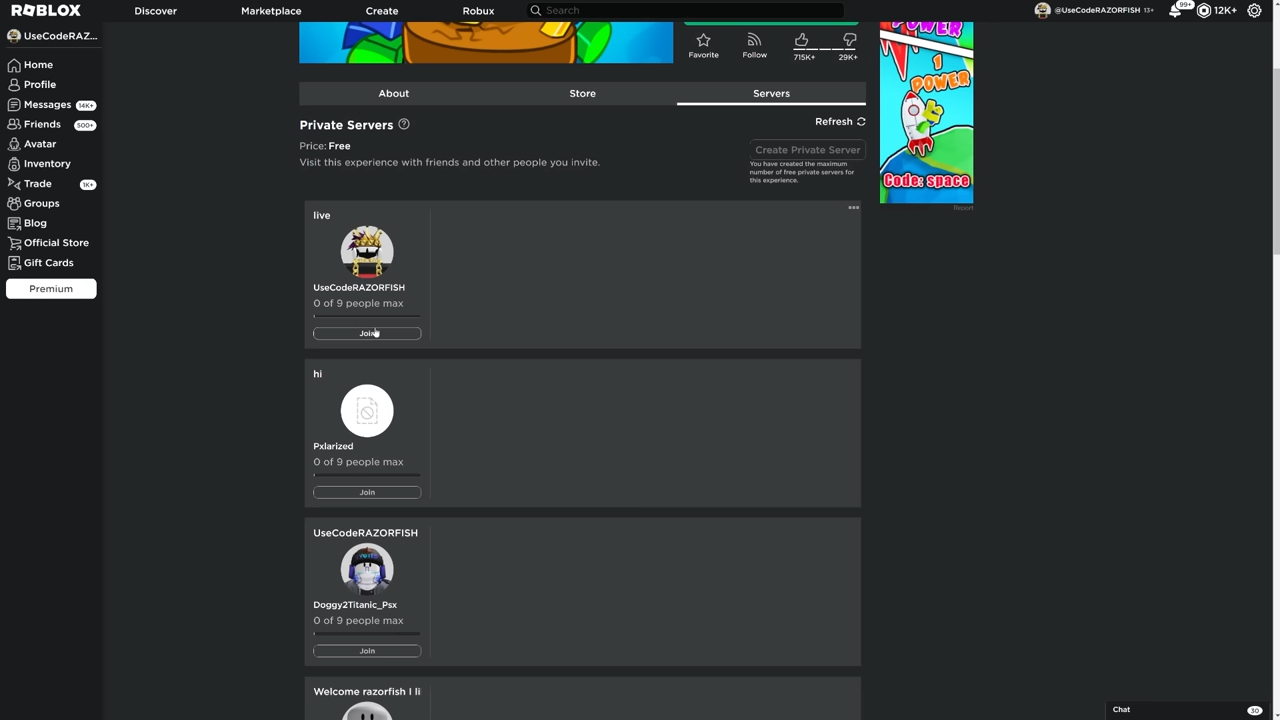 ROBLOX
Discover
Marketplace
Create
Robux
Search
@UseCodeRAZORFISH 13+
99+
12K+
UseCodeRAZ...
Home
Profile
Messages 14K+
Friends 500+
Avatar
Inventory
Trade 1K+
Groups
Blog
Official Store
Gift Cards
Premium
Favorite
Follow
715K+
29K+
About
Store
Servers
Private Servers ?
Refresh
Price: Free
Visit this experience with friends and other people you invite.
Create Private Server
You have created the maximum
number of free private servers for
this experience.
live
UseCodeRAZORFISH
0 of 9 people max
Join
hi
Pxlarized
0 of 9 people max
Join
UseCodeRAZORFISH
Doggy2Titanic_Psx
0 of 9 people max
Join
Welcome razorfish I li
POWER
1
POWER
Code: space
Report
Chat
30